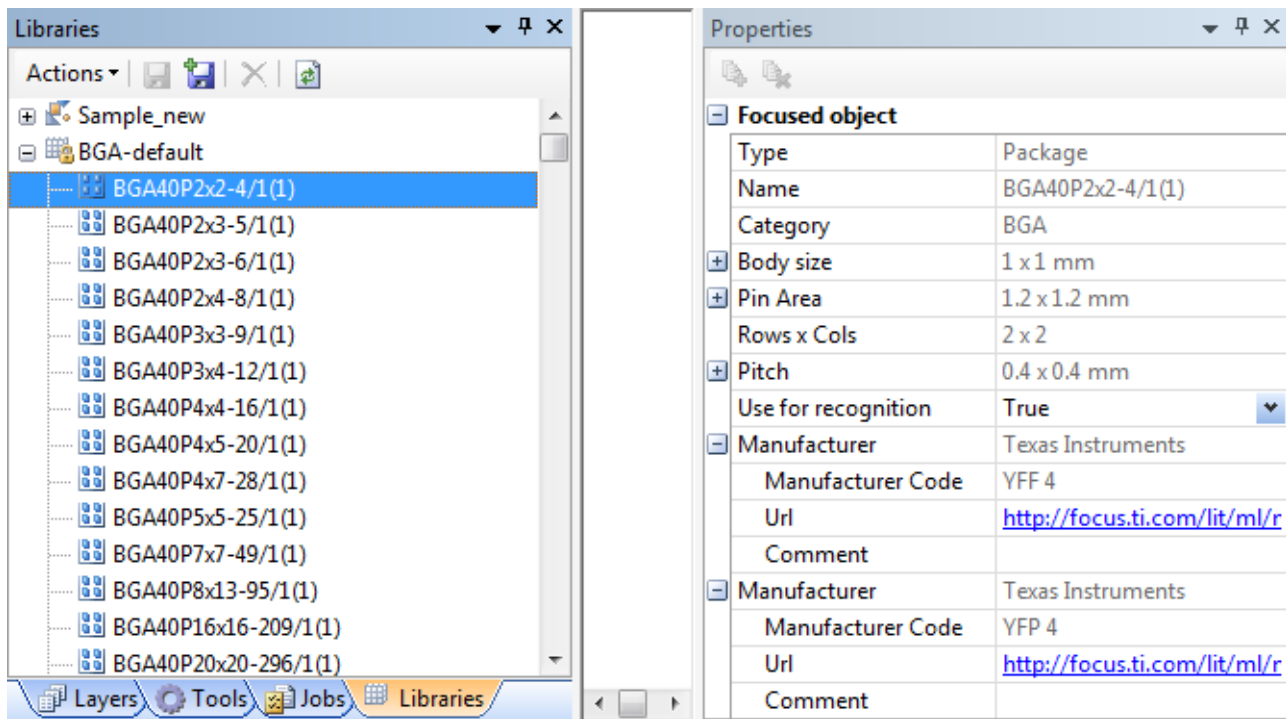 Libraries
Actions
Sample_new
BGA-default
BGA40P2x2-4/1(1)
BGA40P2x3-5/1(1)
BGA40P2x3-6/1(1)
BGA40P2x4-8/1(1)
BGA40P3x3-9/1(1)
BGA40P3x4-12/1(1)
BGA40P4x4-16/1(1)
BGA40P4x5-20/1(1)
BGA40P4x7-28/1(1)
BGA40P5x5-25/1(1)
BGA40P7x7-49/1(1)
BGA40P8x13-95/1(1)
BGA40P16x16-209/1(1)
BGA40P20x20-296/1(1)
Layers Tools Jobs Libraries
Properties
Focused object
Type Package
Name BGA40P2x2-4/1(1)
Category BGA
Body size 1 x 1 mm
Pin Area 1.2 x 1.2 mm
Rows x Cols 2 x 2
Pitch 0.4 x 0.4 mm
Use for recognition True
Manufacturer Texas Instruments
Manufacturer Code YFF 4
Url http://focus.ti.com/lit/ml/r
Comment
Manufacturer Texas Instruments
Manufacturer Code YFP 4
Url http://focus.ti.com/lit/ml/r
Comment